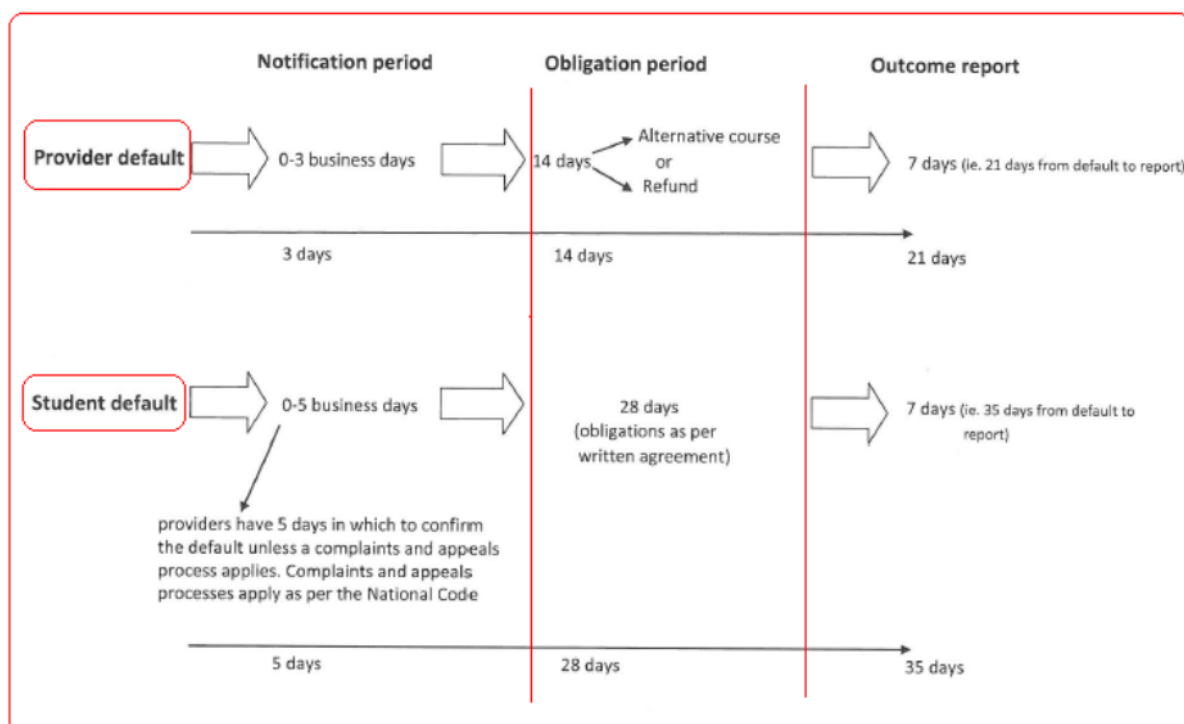 Notification period
Obligation period
Outcome report
Provider default
0-3 business days
14 days
Alternative course
or
Refund
7 days (ie. 21 days from default to report)
3 days
14 days
21 days
Student default
0-5 business days
28 days
(obligations as per
written agreement)
7 days (ie. 35 days from default to
report)
providers have 5 days in which to confirm
the default unless a complaints and appeals
process applies. Complaints and appeals
processes apply as per the National Code
5 days
28 days
35 days